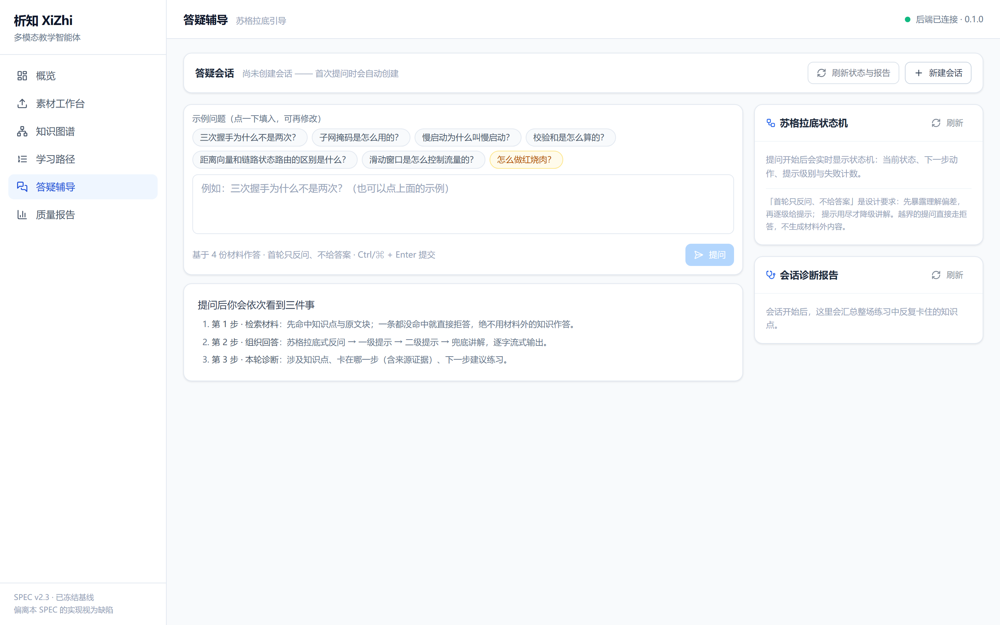 析知 XiZhi
多模态教学智能体
概览
素材工作台
知识图谱
学习路径
答疑辅导
质量报告
SPEC v2.3 · 已冻结基线
偏离本 SPEC 的实现视为缺陷
答疑辅导 苏格拉底引导
后端已连接 · 0.1.0
答疑会话 尚未创建会话 —— 首次提问时会自动创建
刷新状态与报告
新建会话
示例问题（点一下填入，可再修改）
三次握手为什么不是两次？ 子网掩码是怎么用的？ 慢启动为什么叫慢启动？ 校验和是怎么算的？
距离向量和链路状态路由的区别是什么？ 滑动窗口是怎么控制流量的？ 怎么做红烧肉？
例如：三次握手为什么不是两次？（也可以点上面的示例）
基于 4 份材料作答 · 首轮只反问、不给答案 · Ctrl/⌘ + Enter 提交
提问
提问后你会依次看到三件事
1. 第 1 步 · 检索材料：先命中知识点与原文块；一条都没命中就直接拒答，绝不用材料外的知识作答。
2. 第 2 步 · 组织回答：苏格拉底式反问 → 一级提示 → 二级提示 → 兜底讲解，逐字流式输出。
3. 第 3 步 · 本轮诊断：涉及知识点、卡在哪一步（含来源证据）、下一步建议练习。
苏格拉底状态机
刷新
提问开始后会实时显示状态机：当前状态、下一步动
作、提示级别与失败计数。
「首轮只反问、不给答案」是设计要求：先暴露理解偏差，
再逐级给提示； 提示用尽才降级讲解。越界的提问直接走拒
答，不生成材料外内容。
会话诊断报告
刷新
会话开始后，这里会汇总整场练习中反复卡住的知识
点。